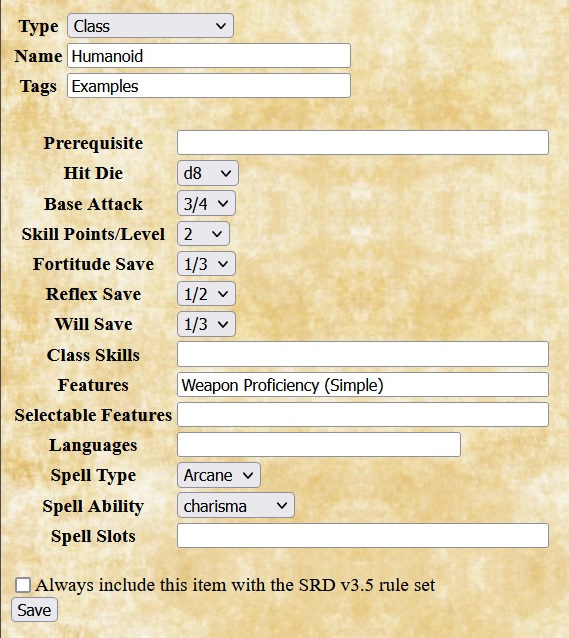 Type Class
Name Humanoid
Tags Examples
Prerequisite
Hit Die d8
Base Attack 3/4
Skill Points/Level 2
Fortitude Save 1/3
Reflex Save 1/2
Will Save 1/3
Class Skills
Features Weapon Proficiency (Simple)
Selectable Features
Languages
Spell Type Arcane
Spell Ability charisma
Spell Slots
Always include this item with the SRD v3.5 rule set
Save